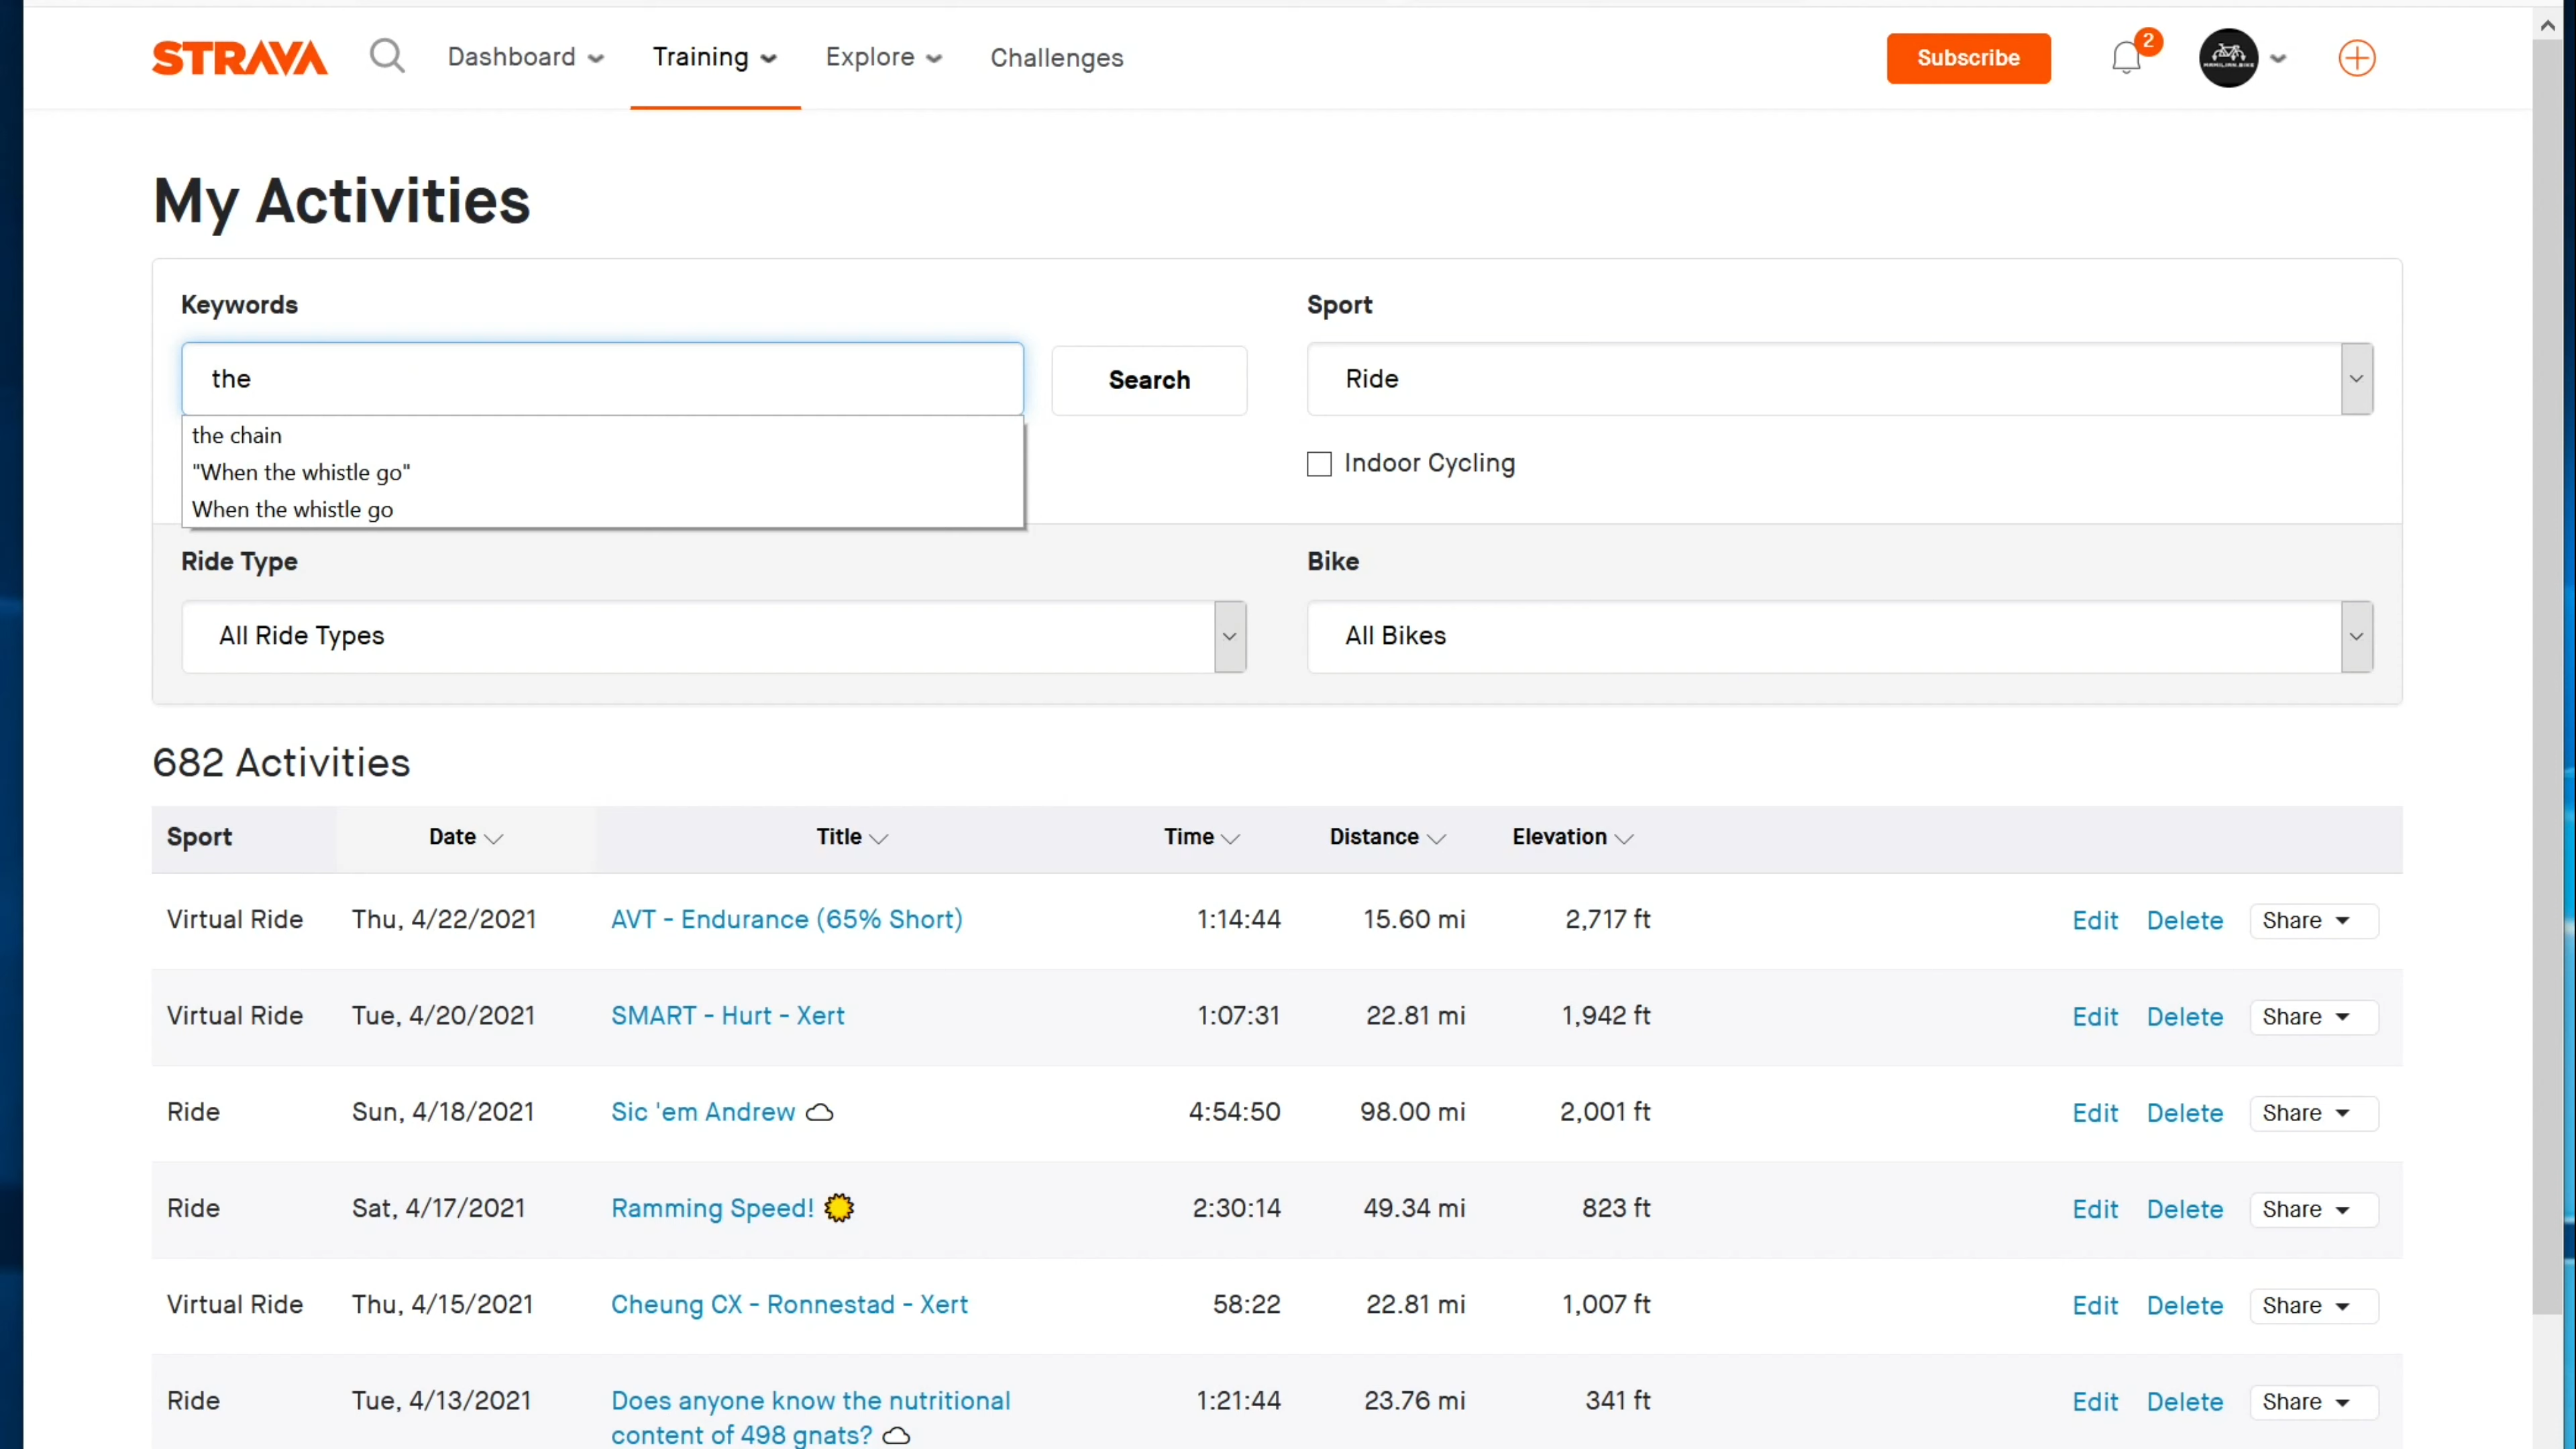 STRAVA Dashboard Training Explore Challenges Subscribe 2
My Activities
Keywords Sport
the Search Ride
the chain
"When the whistle go"
When the whistle go
Indoor Cycling
Ride Type Bike
All Ride Types All Bikes
682 Activities
Sport Date Title Time Distance Elevation
Virtual Ride Thu, 4/22/2021 AVT - Endurance (65% Short) 1:14:44 15.60 mi 2,717 ft Edit Delete Share
Virtual Ride Tue, 4/20/2021 SMART - Hurt - Xert 1:07:31 22.81 mi 1,942 ft Edit Delete Share
Ride Sun, 4/18/2021 Sic 'em Andrew 4:54:50 98.00 mi 2,001 ft Edit Delete Share
Ride Sat, 4/17/2021 Ramming Speed! 2:30:14 49.34 mi 823 ft Edit Delete Share
Virtual Ride Thu, 4/15/2021 Cheung CX - Ronnestad - Xert 58:22 22.81 mi 1,007 ft Edit Delete Share
Ride Tue, 4/13/2021 Does anyone know the nutritional 1:21:44 23.76 mi 341 ft Edit Delete Share
content of 498 gnats?